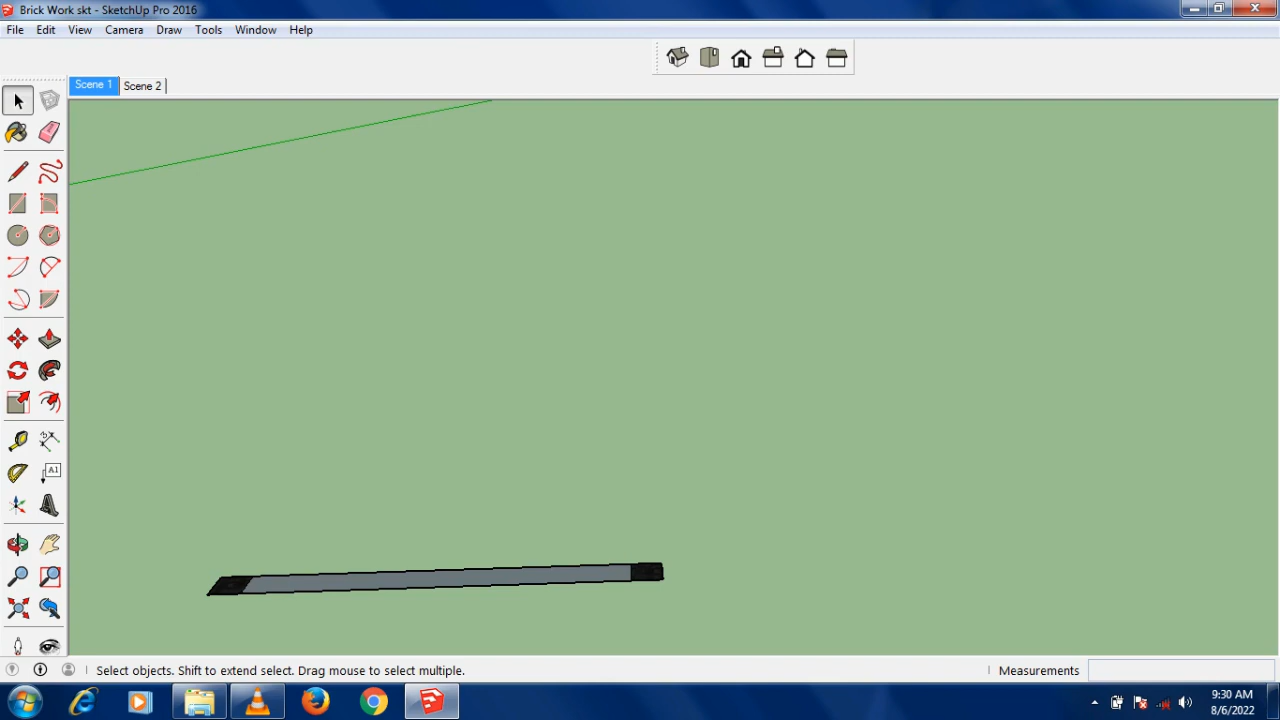 Brick Work skt - SketchUp Pro 2016
File Edit View Camera Draw Tools Window Help
Scene 1 Scene 2
A1
Select objects. Shift to extend select. Drag mouse to select multiple. Measurements
9:30 AM
8/6/2022